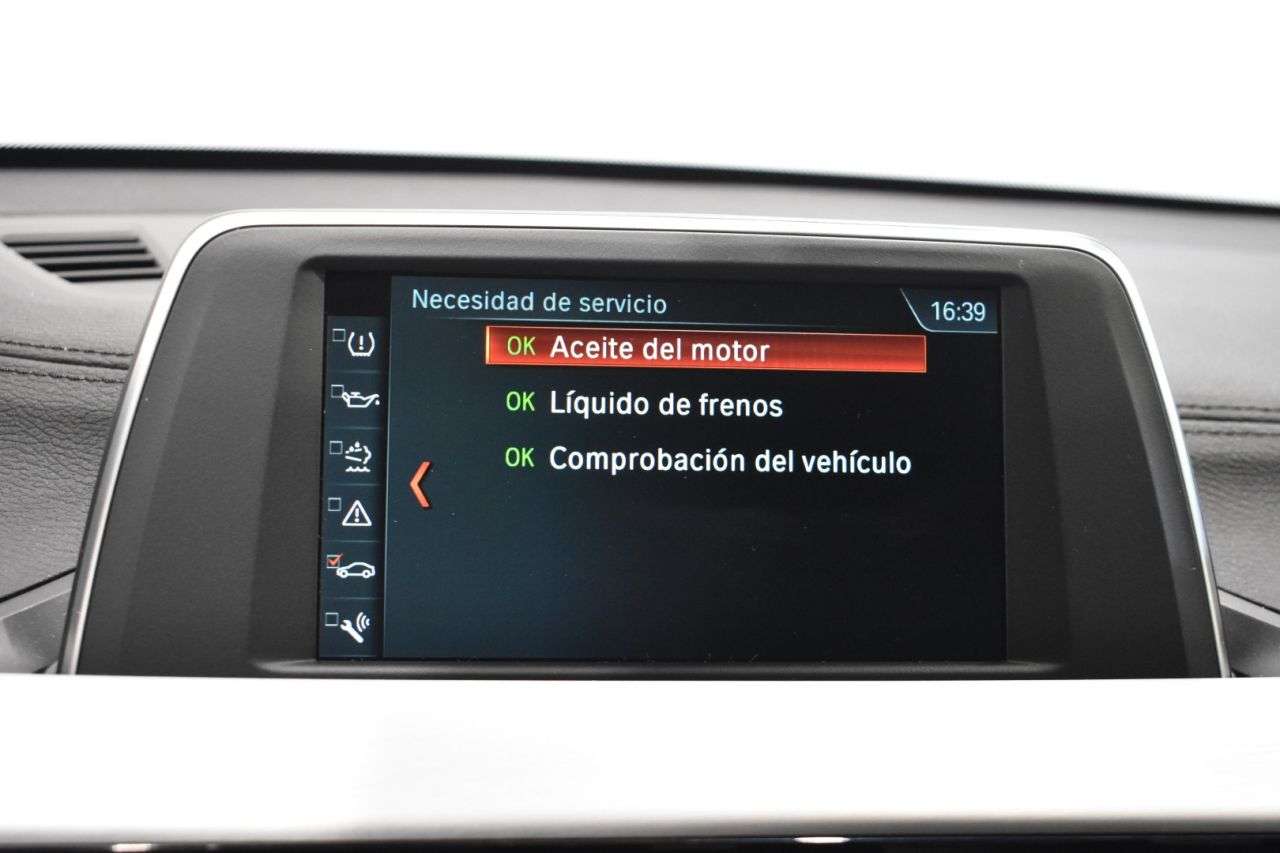 Necesidad de servicio
16:39
OK Aceite del motor
OK Líquido de frenos
OK Comprobación del vehículo